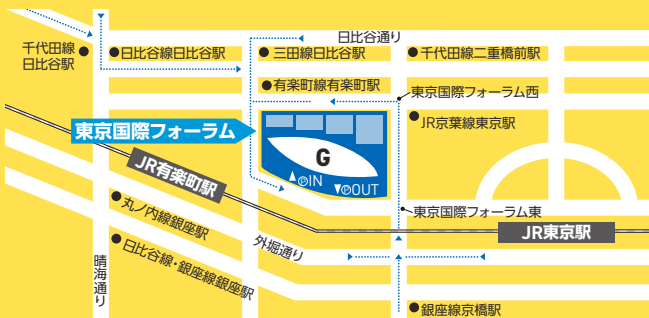 日比谷通り
千代田線
日比谷駅
日比谷線日比谷駅
三田線日比谷駅
千代田線二重橋前駅
有楽町線有楽町駅
東京国際フォーラム西
JR京葉線東京駅
東京国際フォーラム
G
ⓅIN
ⓅOUT
JR有楽町駅
丸ノ内線銀座駅
東京国際フォーラム東
JR東京駅
外堀通り
日比谷線・銀座線銀座駅
晴海通り
銀座線京橋駅